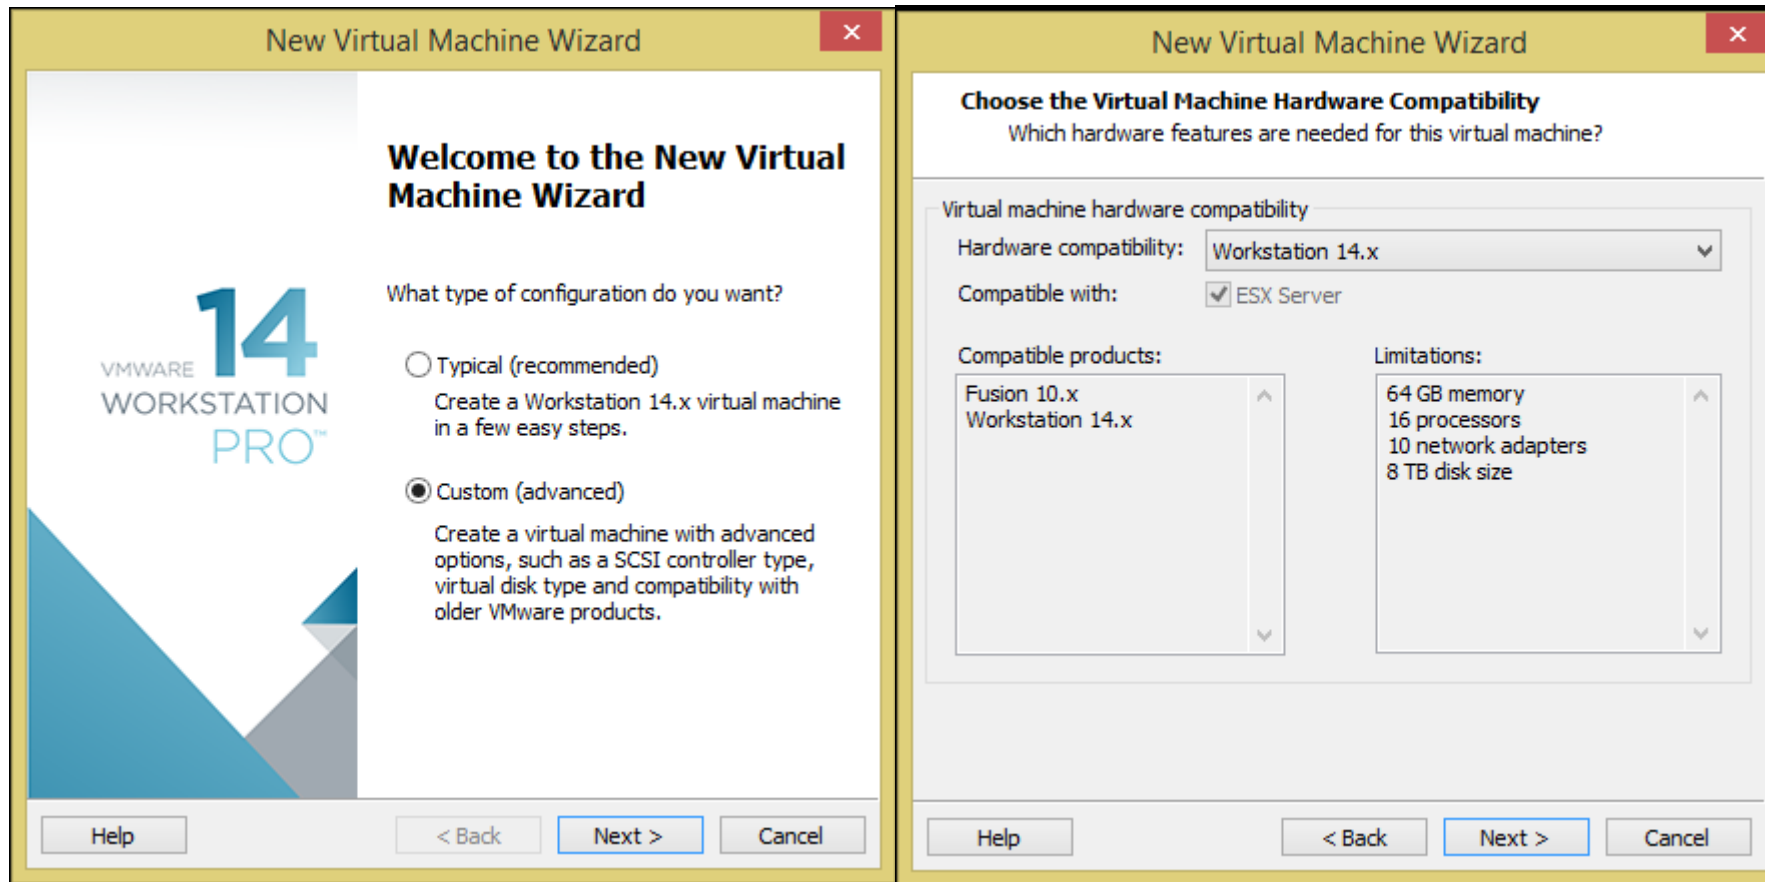 New Virtual Machine Wizard
Welcome to the New Virtual
Machine Wizard
14
VMWARE
WORKSTATION
PRO™
What type of configuration do you want?
Typical (recommended)
Create a Workstation 14.x virtual machine
in a few easy steps.
Custom (advanced)
Create a virtual machine with advanced
options, such as a SCSI controller type,
virtual disk type and compatibility with
older VMware products.
Help
< Back
Next >
Cancel
New Virtual Machine Wizard
Choose the Virtual Machine Hardware Compatibility
Which hardware features are needed for this virtual machine?
Virtual machine hardware compatibility
Hardware compatibility:
Workstation 14.x
Compatible with:
ESX Server
Compatible products:
Fusion 10.x
Workstation 14.x
Limitations:
64 GB memory
16 processors
10 network adapters
8 TB disk size
Help
< Back
Next >
Cancel